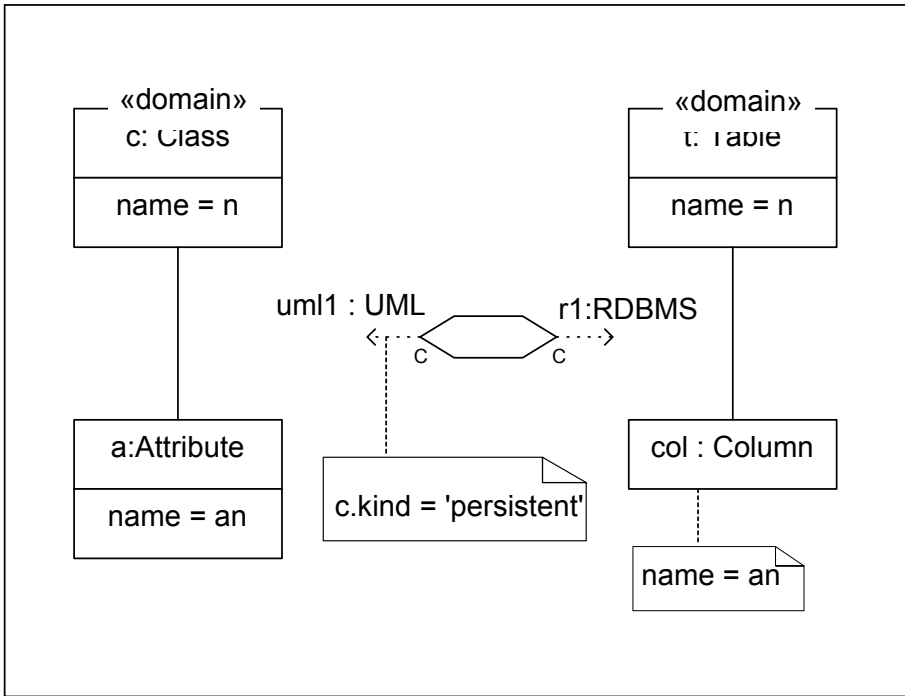 «domain»
c: Class
name = n
«domain»
t: Table
name = n
uml1 : UML
r1:RDBMS
C
C
a:Attribute
name = an
c.kind = 'persistent'
col : Column
name = an